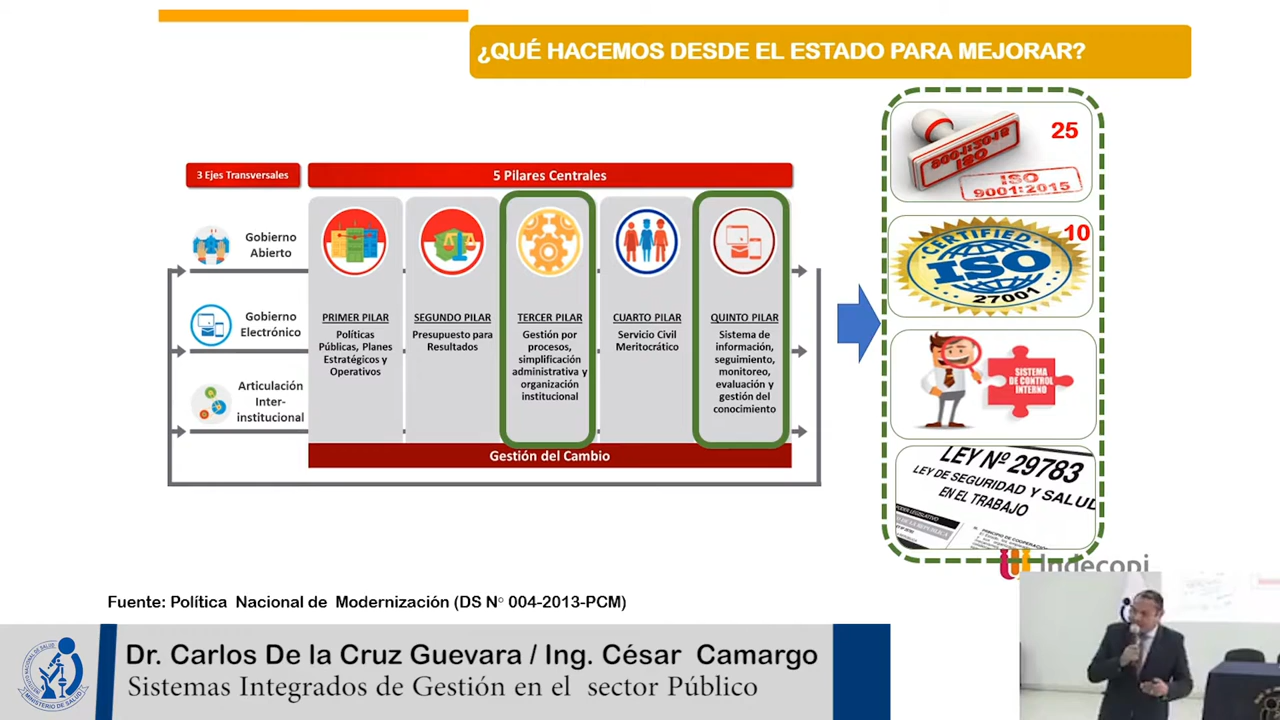 ¿QUÉ HACEMOS DESDE EL ESTADO PARA MEJORAR?
3 Ejes Transversales
5 Pilares Centrales
Gobierno
Abierto
Gobierno
Electrónico
Articulación
Inter-
institucional
PRIMER PILAR
Políticas
Públicas, Planes
Estratégicos y
Operativos
SEGUNDO PILAR
Presupuesto para
Resultados
TERCER PILAR
Gestión por
procesos,
simplificación
administrativa y
organización
institucional
CUARTO PILAR
Servicio Civil
Meritocrático
QUINTO PILAR
Sistema de
información,
seguimiento,
monitoreo,
evaluación y
gestión del
conocimiento
Gestión del Cambio
25
ISO
9001:2015
10
CERTIFIED
ISO
27001
SISTEMA
DE CONTROL
INTERNO
LEY Nº 29783
LEY DE SEGURIDAD Y SALUD
EN EL TRABAJO
Indecopi
Fuente: Política Nacional de Modernización (DS N° 004-2013-PCM)
Dr. Carlos De la Cruz Guevara / Ing. César Camargo
Sistemas Integrados de Gestión en el sector Público
MINISTERIO DE SALUD